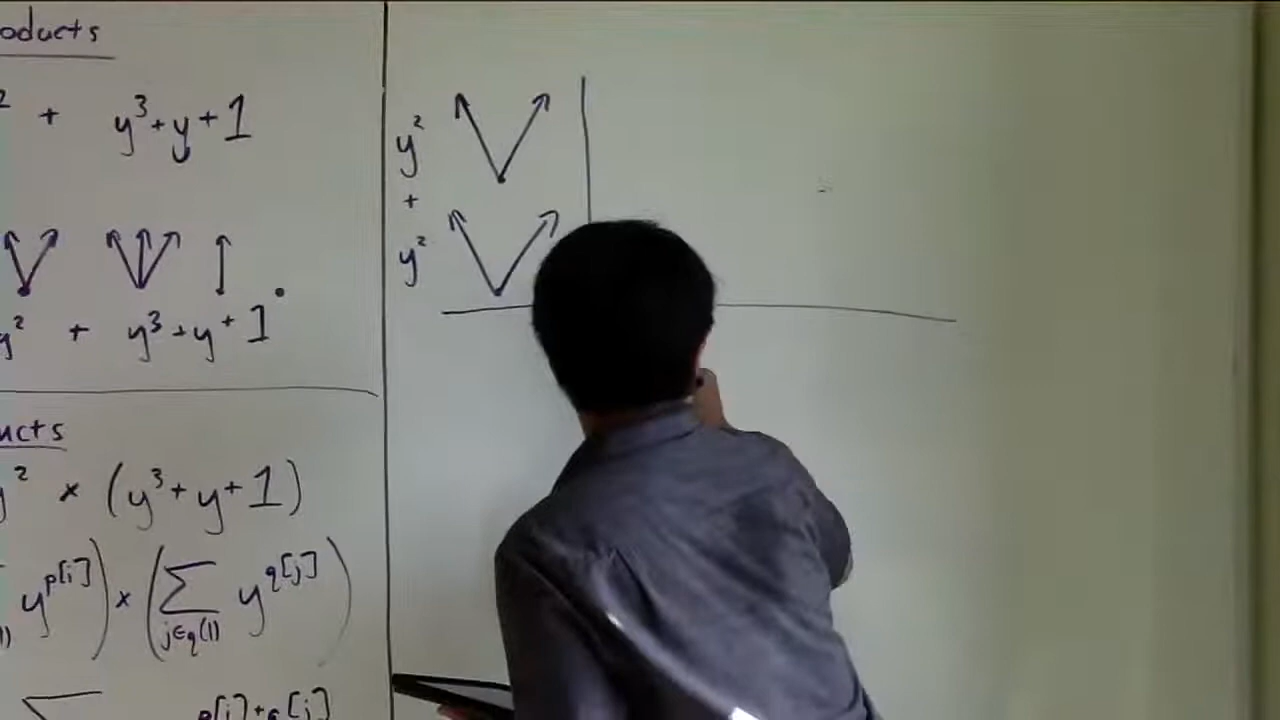 oducts
2 + y³+y+1
y² + y³+y+1
ucts
y² × (y³+y+1)
y^{p[i]}) × (∑_{j∈q(1)} y^{q[j]})
∑ p[i]+q[j]
y²
+
y²